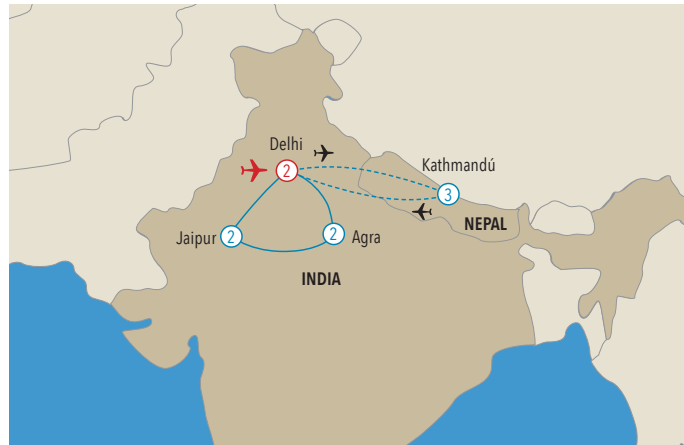 Delhi
2
Kathmandú
3
NEPAL
Jaipur 2
2 Agra
INDIA